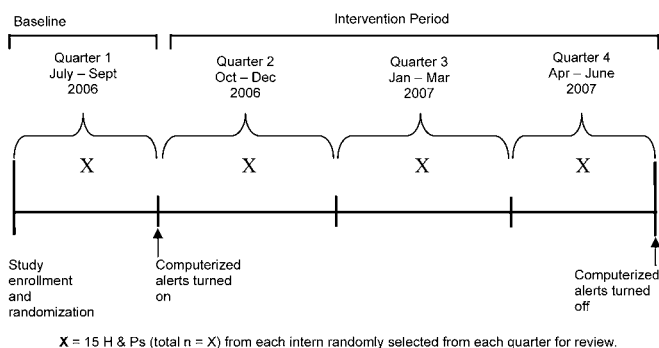 Baseline
Intervention Period
Quarter 1
July – Sept
2006
Quarter 2
Oct – Dec
2006
Quarter 3
Jan – Mar
2007
Quarter 4
Apr – June
2007
X
X
X
X
Study
enrollment
and
randomization
Computerized
alerts turned
on
Computerized
alerts turned
off
X = 15 H & Ps (total n = X) from each intern randomly selected from each quarter for review.